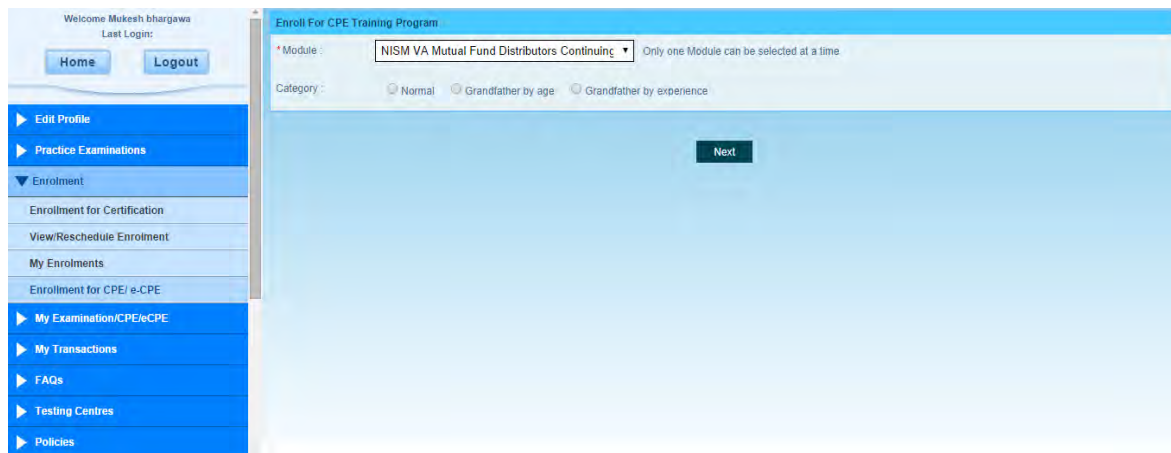 Welcome Mukesh bhargawa
Last Login:
Home Logout
Edit Profile
Practice Examinations
Enrolment
Enrollment for Certification
View/Reschedule Enrolment
My Enrolments
Enrollment for CPE/ e-CPE
My Examination/CPE/eCPE
My Transactions
FAQs
Testing Centres
Policies
Enroll For CPE Training Program
*Module : NISM VA Mutual Fund Distributors Continuing Only one Module can be selected at a time
Category : Normal Grandfather by age Grandfather by experience
Next